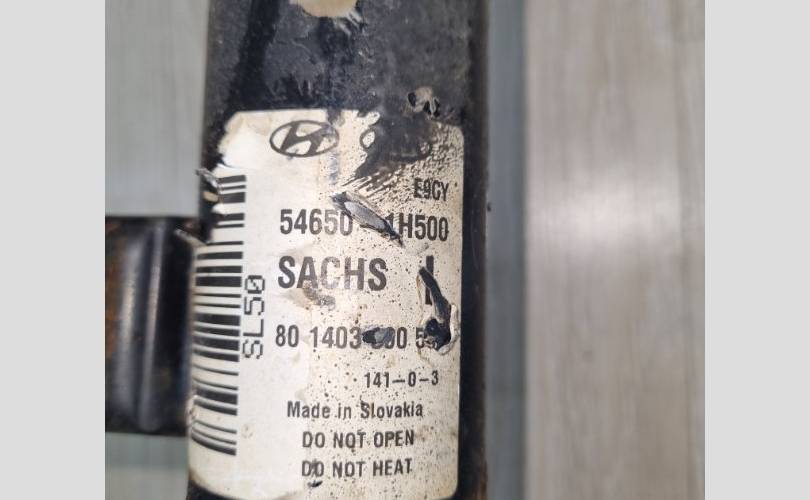 E9CY
54650 1H500
SACHS
80 1403
141-0-3
Made in Slovakia
DO NOT OPEN
DO NOT HEAT
SL50